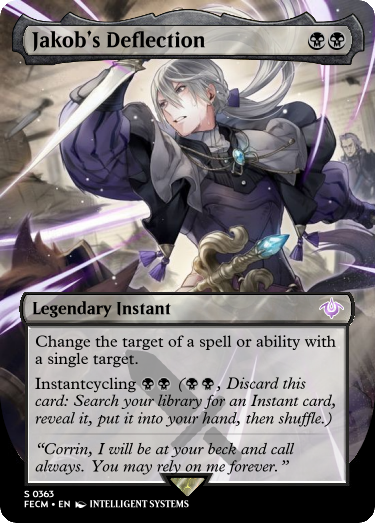 Jakob's Deflection
Legendary Instant
Change the target of a spell or ability with
a single target.
Instantcycling (, Discard this
card: Search your library for an Instant card,
reveal it, put it into your hand, then shuffle.)
"Corrin, I will be at your beck and call
always. You may rely on me forever."
S 0363
FECM • EN INTELLIGENT SYSTEMS